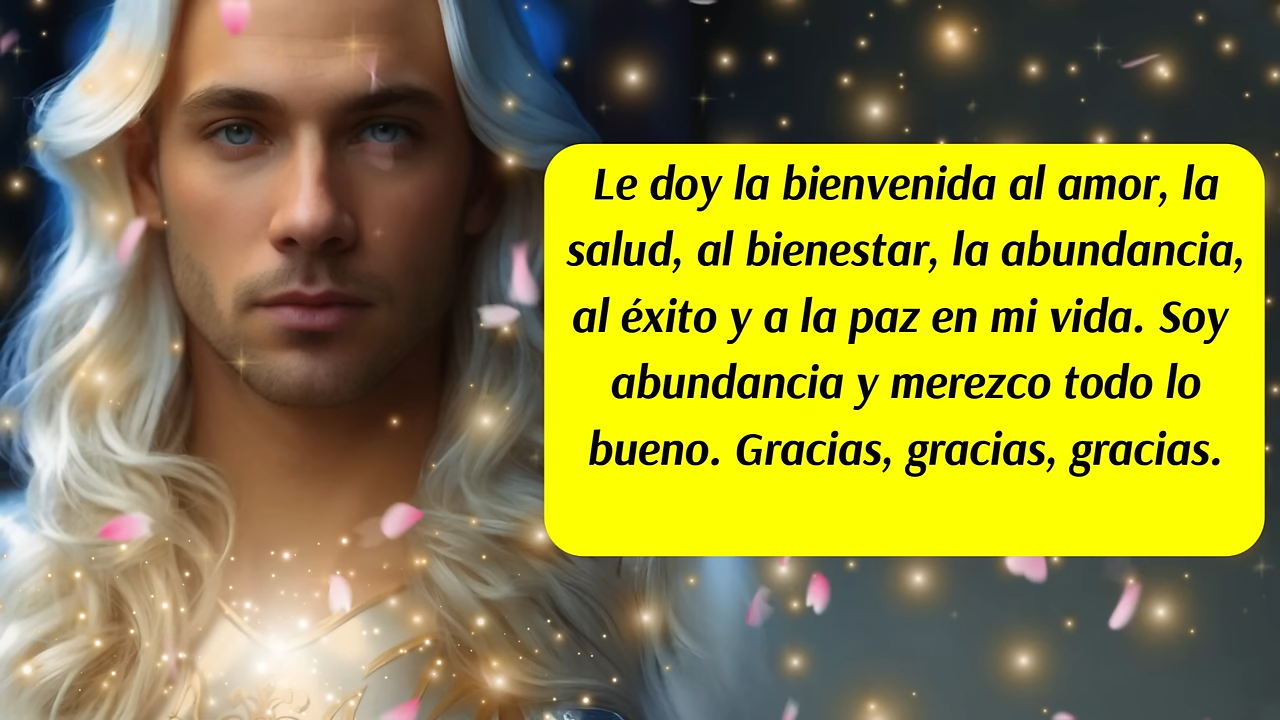 Le doy la bienvenida al amor, la
salud, al bienestar, la abundancia,
al éxito y a la paz en mi vida. Soy
abundancia y merezco todo lo
bueno. Gracias, gracias, gracias.